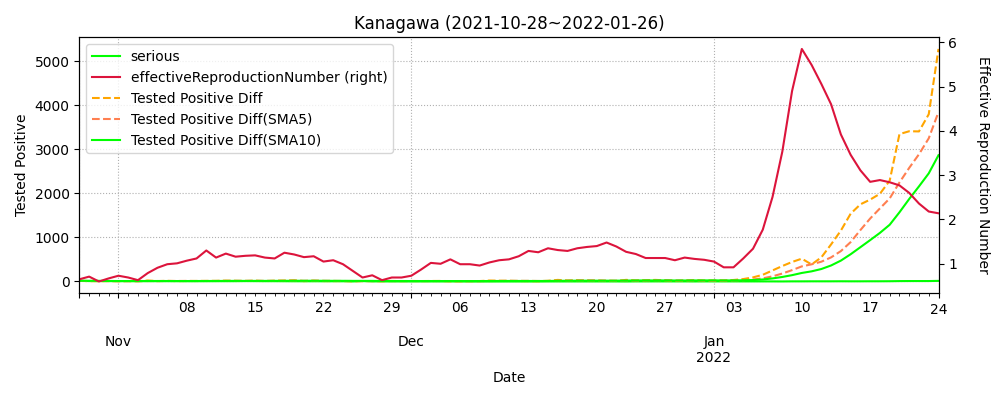 Kanagawa (2021-10-28~2022-01-26)
serious
effectiveReproductionNumber (right)
Tested Positive Diff
Tested Positive Diff(SMA5)
Tested Positive Diff(SMA10)
Tested Positive
5000
4000
3000
2000
1000
0
6
5
4
3
2
1
Effective Reproduction Number
08 15 22 29 06 13 20 27 03 10 17 24
Nov Dec Jan
2022
Date